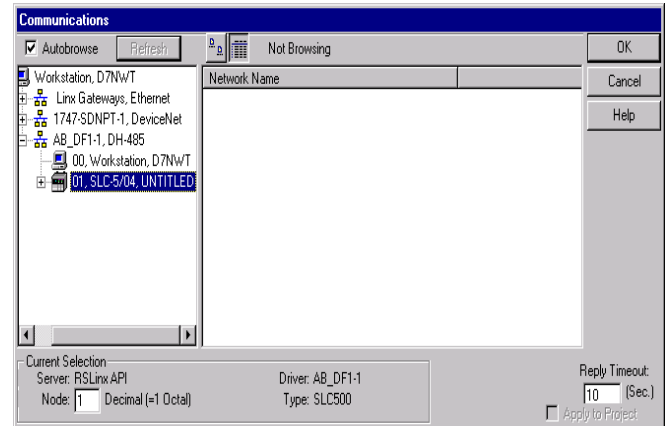 Communications
Autobrowse Refresh Not Browsing OK
Workstation, D7NWT Network Name Cancel
Linx Gateways, Ethernet
1747-SDNPT-1, DeviceNet Help
AB_DF1-1, DH-485
00, Workstation, D7NWT
01, SLC-5/04, UNTITLED
Current Selection
Server: RSLinx API Driver: AB_DF1-1 Reply Timeout:
Node: 1 Decimal (=1 Octal) Type: SLC500 10 (Sec.)
Apply to Project